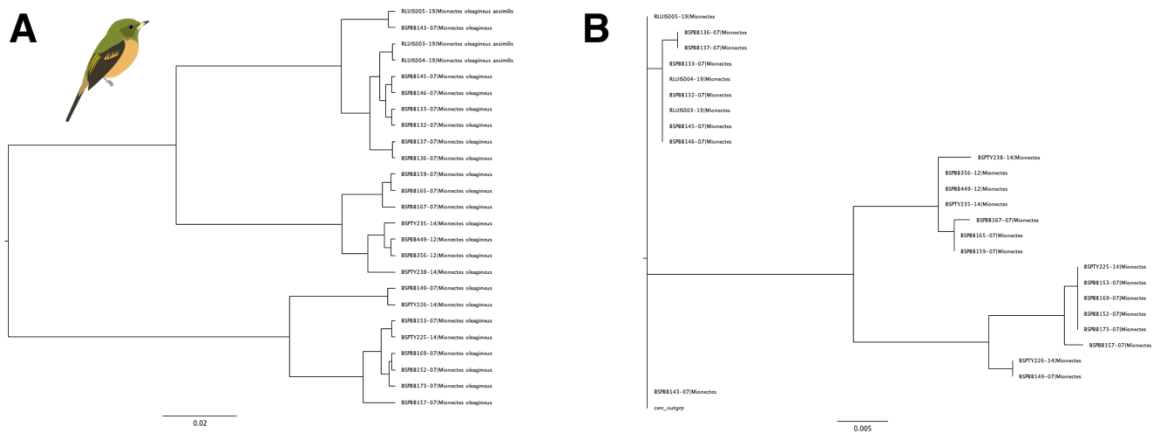 A
RLUIS005-19|Mionectes oleagineus assimilis
BSPBB143-07|Mionectes oleagineus
RLUIS003-19|Mionectes oleagineus assimilis
RLUIS004-19|Mionectes oleagineus assimilis
BSPBB145-07|Mionectes oleagineus
BSPBB146-07|Mionectes oleagineus
BSPBB133-07|Mionectes oleagineus
BSPBB132-07|Mionectes oleagineus
BSPBB137-07|Mionectes oleagineus
BSPBB136-07|Mionectes oleagineus
BSPBB159-07|Mionectes oleagineus
BSPBB165-07|Mionectes oleagineus
BSPBB167-07|Mionectes oleagineus
BSPTY235-14|Mionectes oleagineus
BSPBB449-12|Mionectes oleagineus
BSPBB356-12|Mionectes oleagineus
BSPTY238-14|Mionectes oleagineus
BSPBB149-07|Mionectes oleagineus
BSPTY226-14|Mionectes oleagineus
BSPBB153-07|Mionectes oleagineus
BSPTY225-14|Mionectes oleagineus
BSPBB169-07|Mionectes oleagineus
BSPBB152-07|Mionectes oleagineus
BSPBB173-07|Mionectes oleagineus
BSPBB157-07|Mionectes oleagineus
0.02
B
RLUIS005-19|Mionectes
BSPBB136-07|Mionectes
BSPBB137-07|Mionectes
BSPBB133-07|Mionectes
RLUIS004-19|Mionectes
BSPBB132-07|Mionectes
RLUIS003-19|Mionectes
BSPBB145-07|Mionectes
BSPBB146-07|Mionectes
BSPTY238-14|Mionectes
BSPBB356-12|Mionectes
BSPBB449-12|Mionectes
BSPTY235-14|Mionectes
BSPBB167-07|Mionectes
BSPBB165-07|Mionectes
BSPBB159-07|Mionectes
BSPTY225-14|Mionectes
BSPBB153-07|Mionectes
BSPBB169-07|Mionectes
BSPBB152-07|Mionectes
BSPBB173-07|Mionectes
BSPBB157-07|Mionectes
BSPTY226-14|Mionectes
BSPBB149-07|Mionectes
BSPBB143-07|Mionectes
cerc_outgrp
0.005